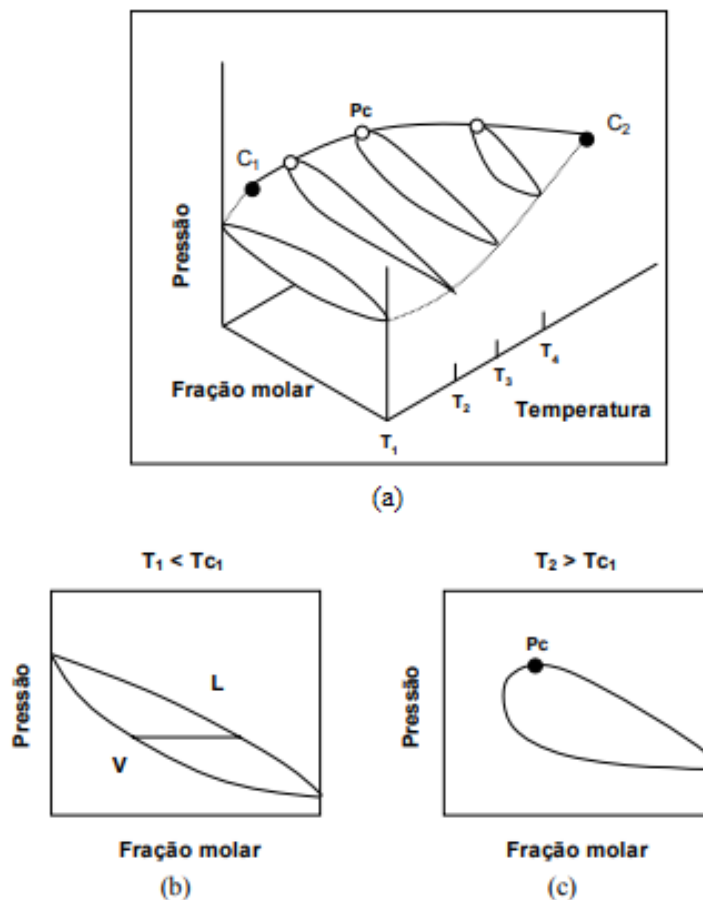 Pc
C₂
C₁
Pressão
T₄
T₃
T₂
Fração molar
Temperatura
T₁
(a)
T₁ < Tc₁
T₂ > Tc₁
Pressão
L
V
Fração molar
(b)
Pressão
Pc
Fração molar
(c)